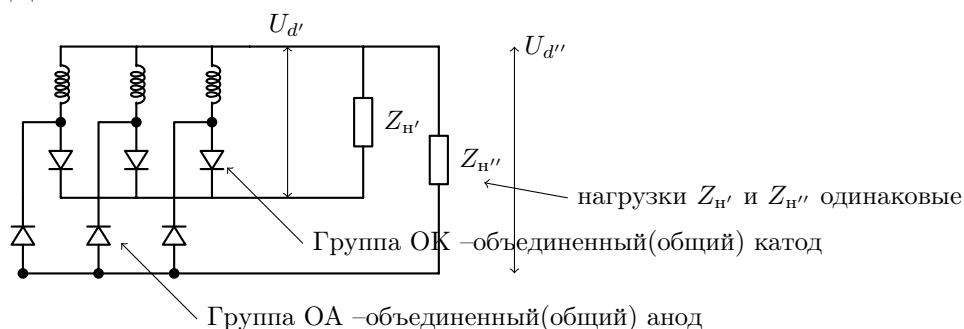 U_{d′}
U_{d′′}
Z_{н′}
Z_{н′′}
нагрузки Z_{н′} и Z_{н′′} одинаковые
Группа ОК –объединенный(общий) катод
Группа ОА –объединенный(общий) анод